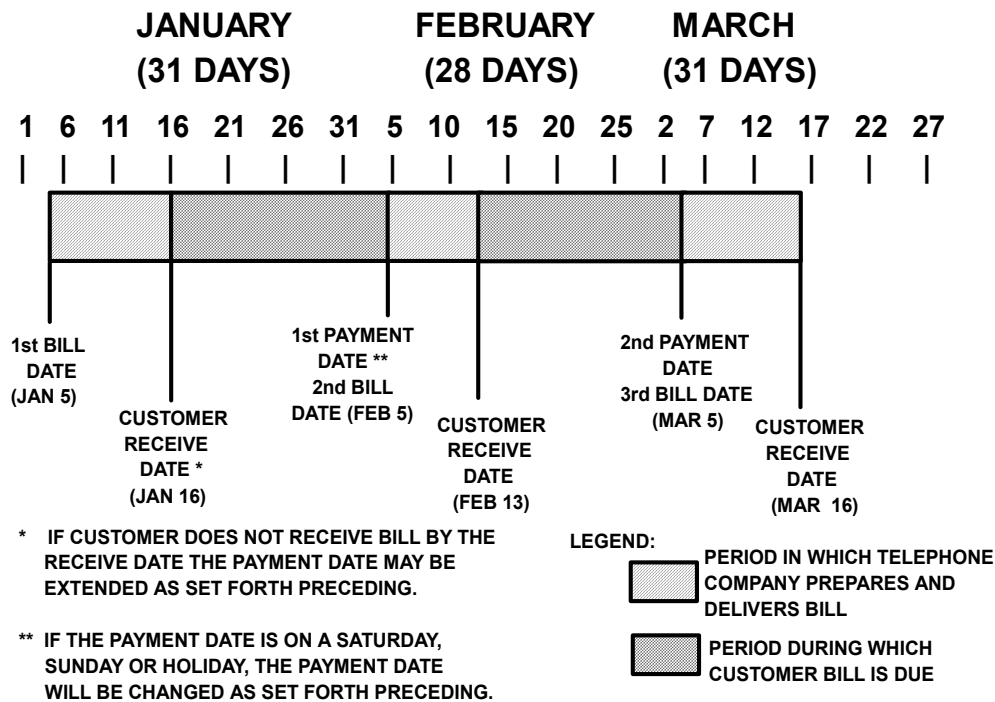 JANUARY FEBRUARY MARCH
(31 DAYS) (28 DAYS) (31 DAYS)
1 6 11 16 21 26 31 5 10 15 20 25 2 7 12 17 22 27
1st BILL
DATE
(JAN 5)
CUSTOMER
RECEIVE
DATE *
(JAN 16)
1st PAYMENT
DATE **
2nd BILL
DATE (FEB 5)
CUSTOMER
RECEIVE
DATE
(FEB 13)
2nd PAYMENT
DATE
3rd BILL DATE
(MAR 5)
CUSTOMER
RECEIVE
DATE
(MAR 16)
* IF CUSTOMER DOES NOT RECEIVE BILL BY THE
RECEIVE DATE THE PAYMENT DATE MAY BE
EXTENDED AS SET FORTH PRECEDING.
** IF THE PAYMENT DATE IS ON A SATURDAY,
SUNDAY OR HOLIDAY, THE PAYMENT DATE
WILL BE CHANGED AS SET FORTH PRECEDING.
LEGEND:
PERIOD IN WHICH TELEPHONE
COMPANY PREPARES AND
DELIVERS BILL
PERIOD DURING WHICH
CUSTOMER BILL IS DUE